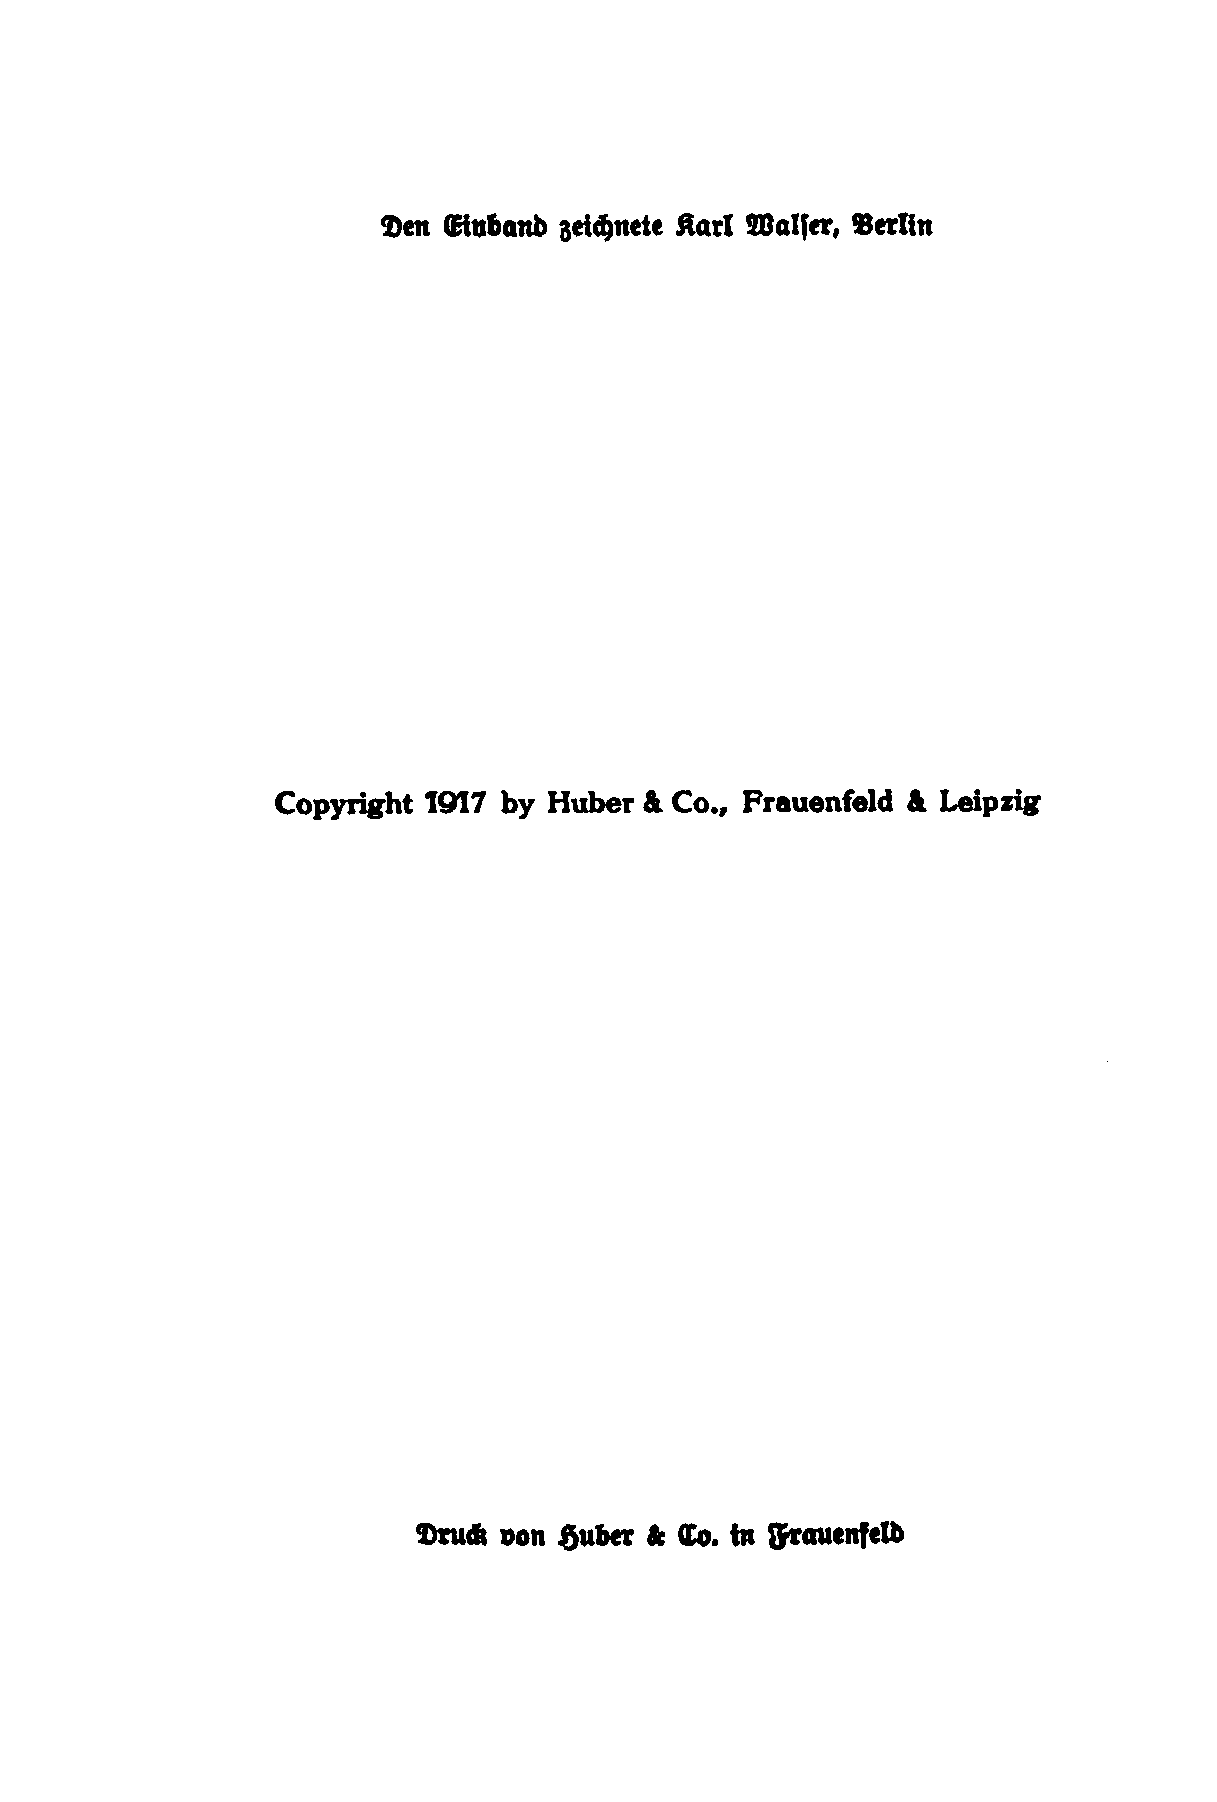 Den Einband zeichnete Karl Walſer, Berlin
Copyright 1917 by Huber & Co., Frauenfeld & Leipzig
Druck von Huber & Co. in Frauenfeld